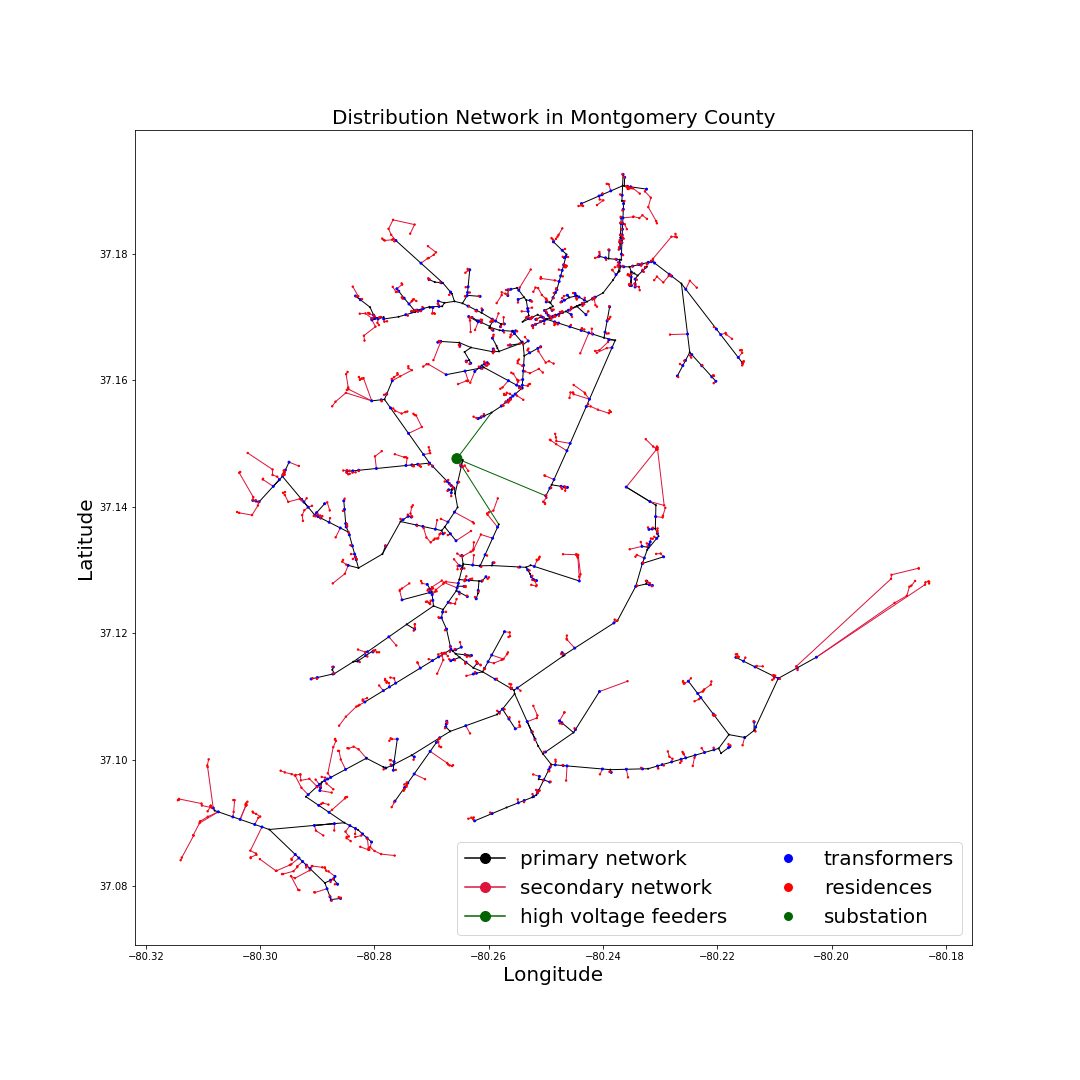 Distribution Network in Montgomery County
37.18
37.16
37.14
37.12
37.10
37.08
Latitude
primary network
secondary network
high voltage feeders
transformers
residences
substation
−80.32 −80.30 −80.28 −80.26 −80.24 −80.22 −80.20 −80.18
Longitude